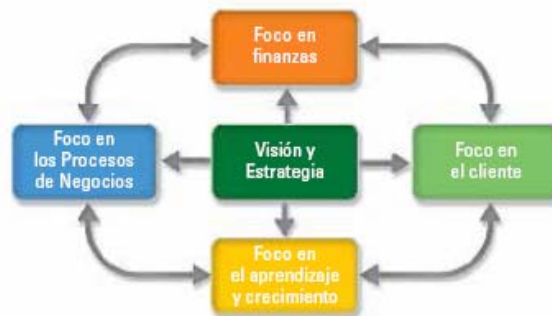 Foco en
finanzas
Foco en
los Procesos
de Negocios
Visión y
Estrategia
Foco en
el cliente
Foco en
el aprendizaje
y crecimiento